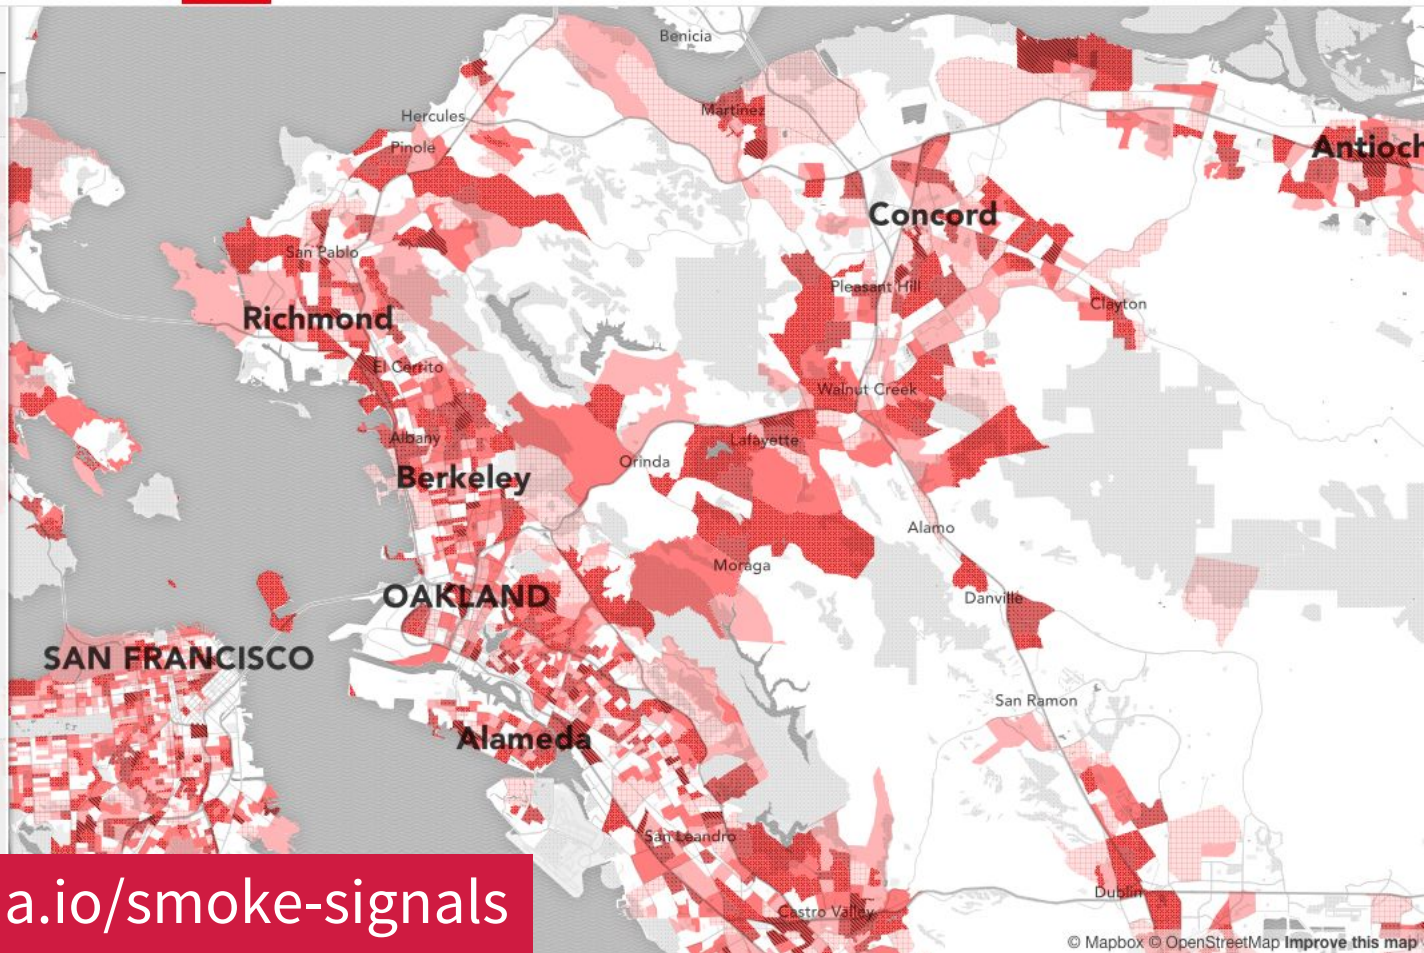 Benicia
Hercules
Martinez
Pinole
Antioch
Concord
San Pablo
Pleasant Hill
Clayton
Richmond
El Cerrito
Walnut Creek
Albany
Lafayette
Orinda
Berkeley
Alamo
Moraga
OAKLAND
Danville
SAN FRANCISCO
San Ramon
Alameda
San Leandro
Dublin
Castro Valley
a.io/smoke-signals
© Mapbox © OpenStreetMap Improve this map